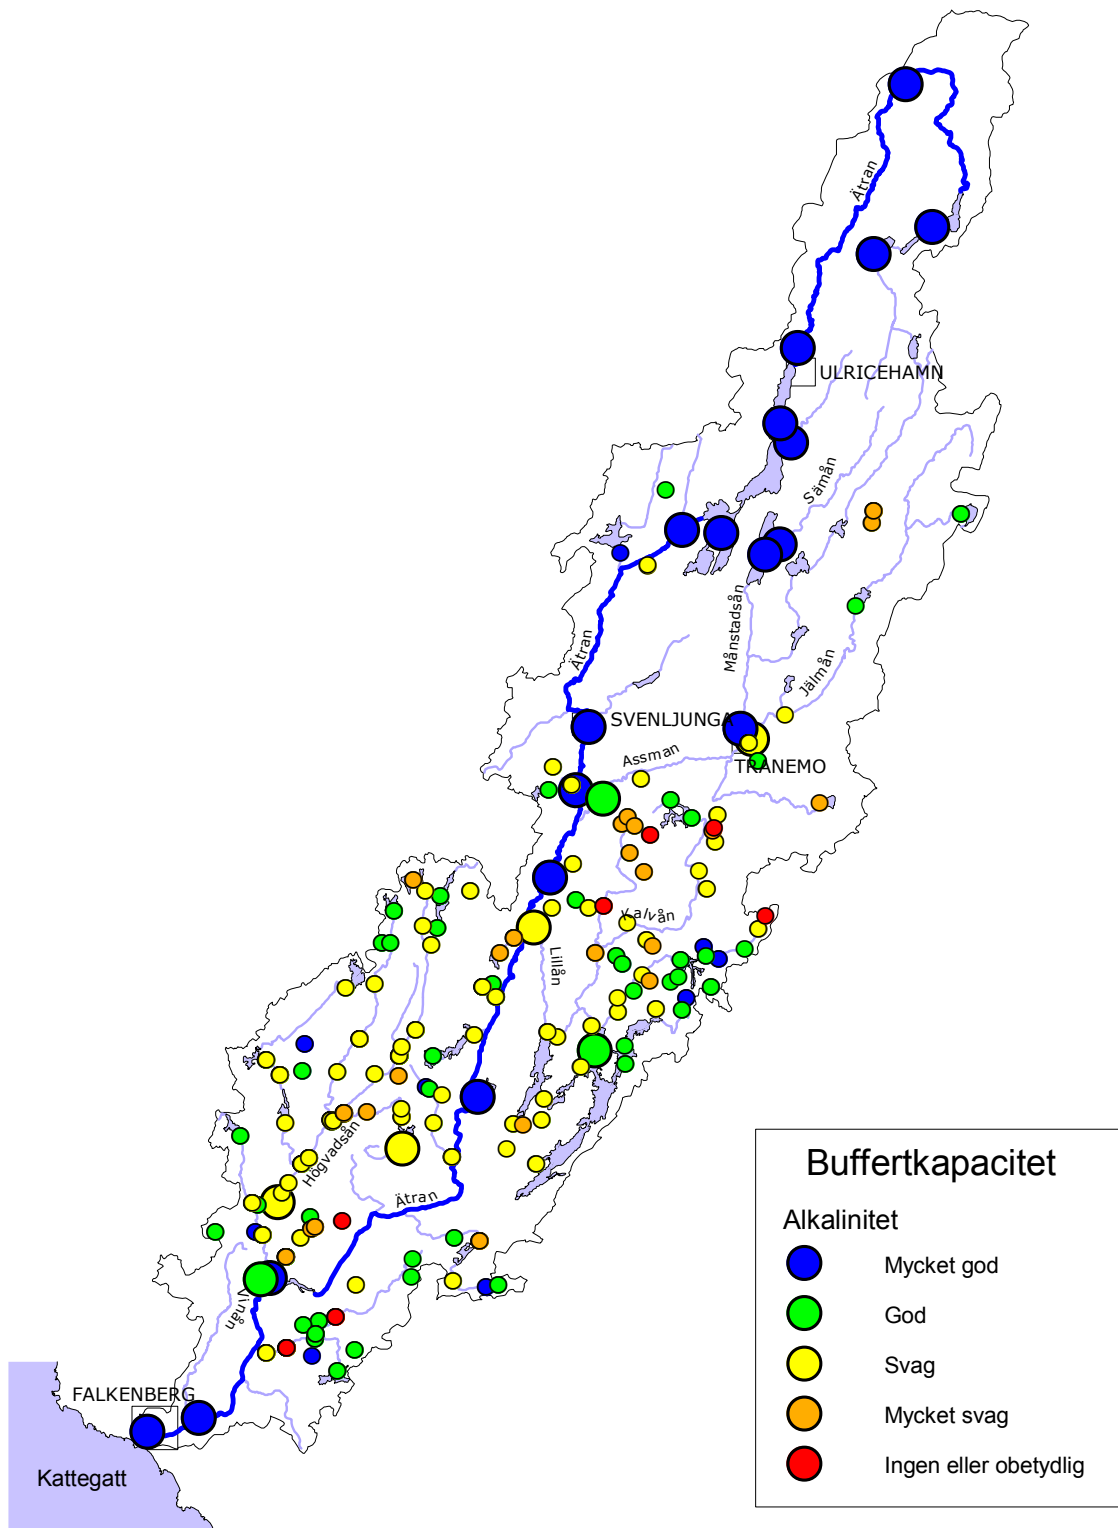 Ätran
ULRICEHAMN
Sämån
Ätran
Månstadsån
Jälmån
SVENLJUNGA
Assman
TRANEMO
Kalvån
Lillån
Högvadsån
Ätran
Vinån
FALKENBERG
Kattegatt
Buffertkapacitet
Alkalinitet
Mycket god
God
Svag
Mycket svag
Ingen eller obetydlig